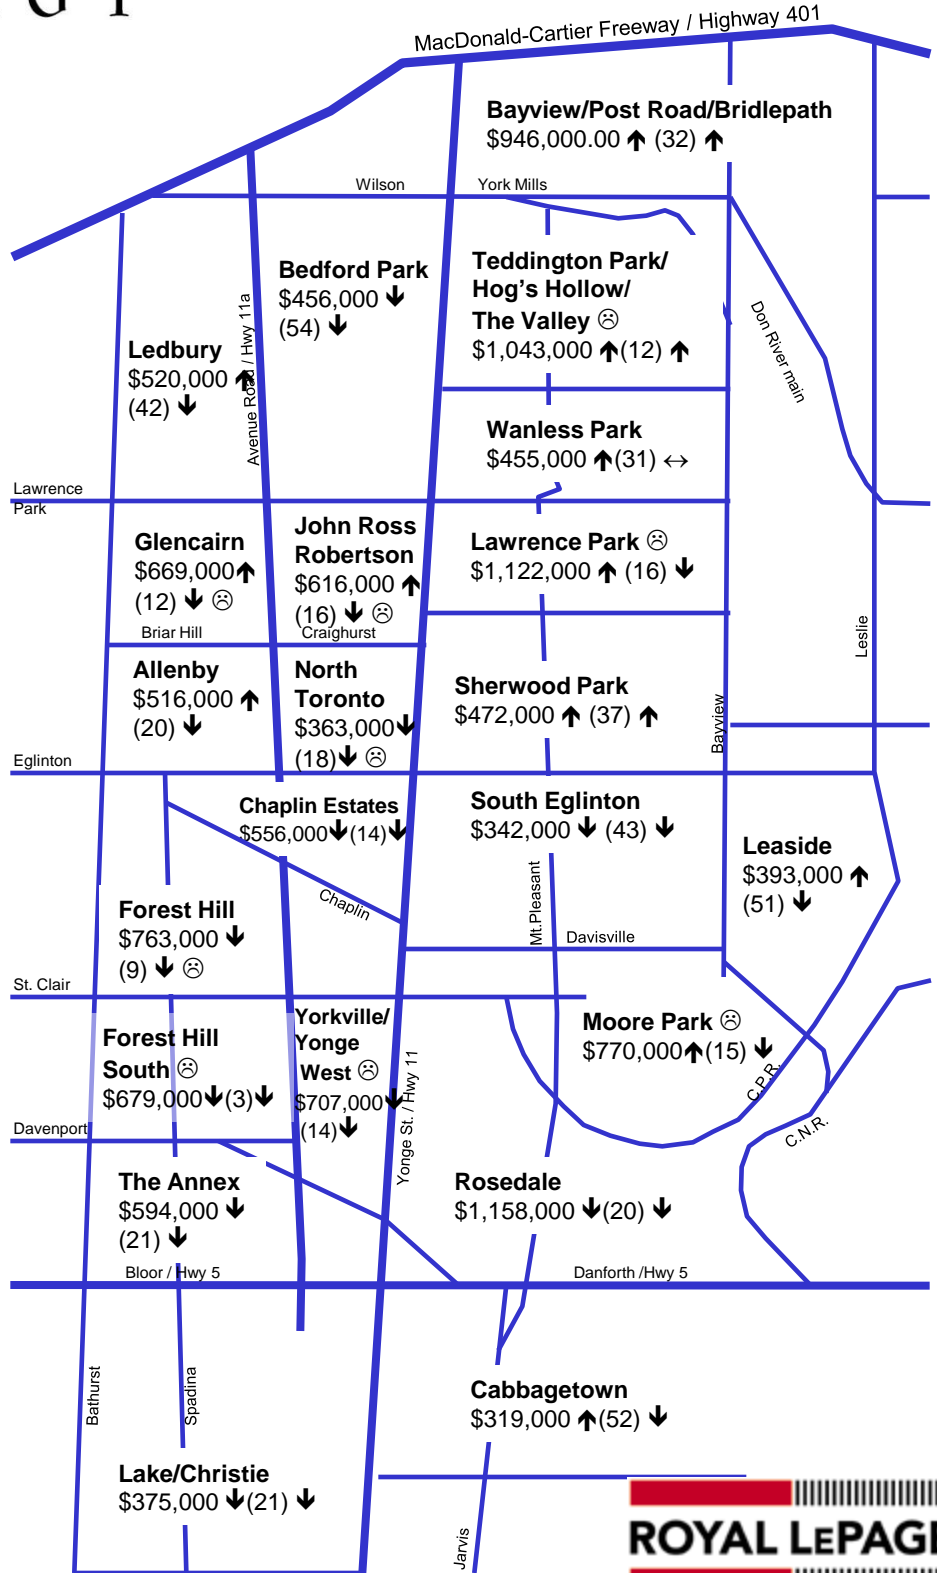 G Y
MacDonald-Cartier Freeway / Highway 401
Bayview/Post Road/Bridlepath
$946,000.00 ↑ (32) ↑
Wilson
York Mills
Bedford Park
$456,000 ↓
(54) ↓
Teddington Park/
Hog's Hollow/
The Valley ☹
$1,043,000 ↑(12) ↑
Avenue Road / Hwy 11a
Don River main
Ledbury
$520,000 ↑
(42) ↓
Wanless Park
$455,000 ↑(31) ↔
Lawrence
Park
Glencairn
$669,000↑
(12) ↓ ☹
John Ross
Robertson
$616,000 ↑
(16) ↓ ☹
Lawrence Park ☹
$1,122,000 ↑ (16) ↓
Briar Hill
Craighurst
Leslie
Allenby
$516,000 ↑
(20) ↓
North
Toronto
$363,000↓
(18)↓ ☹
Sherwood Park
$472,000 ↑ (37) ↑
Bayview
Eglinton
Chaplin Estates
$556,000↓(14)↓
South Eglinton
$342,000 ↓ (43) ↓
Leaside
$393,000 ↑
(51) ↓
Chaplin
Mt.Pleasant
Davisville
Forest Hill
$763,000 ↓
(9) ↓ ☹
St. Clair
Forest Hill
South ☹
$679,000↓(3)↓
Yorkville/
Yonge
West ☹
$707,000↓
(14)↓
Yonge St. / Hwy 11
Moore Park ☹
$770,000↑(15) ↓
C.P.R.
C.N.R.
Davenport
The Annex
$594,000 ↓
(21) ↓
Rosedale
$1,158,000 ↓(20) ↓
Bloor / Hwy 5
Danforth /Hwy 5
Bathurst
Spadina
Cabbagetown
$319,000 ↑(52) ↓
Lake/Christie
$375,000 ↓(21) ↓
Jarvis
ROYAL LEPAGE